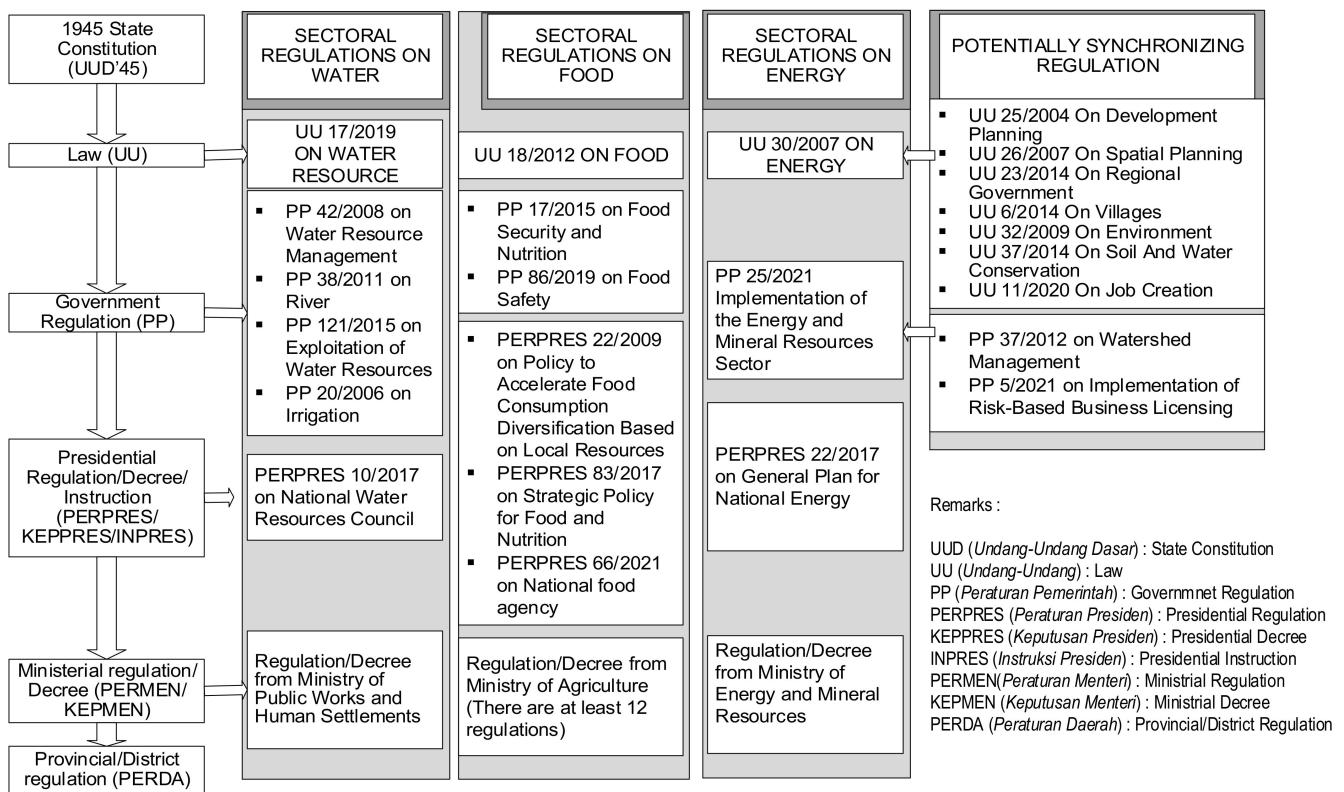 1945 State
Constitution
(UUD'45)
Law (UU)
Government
Regulation (PP)
Presidential
Regulation/Decree/
Instruction
(PERPRES/
KEPPRES/INPRES)
Ministerial regulation/
Decree (PERMEN/
KEPMEN)
Provincial/District
regulation (PERDA)
SECTORAL
REGULATIONS ON
WATER
UU 17/2019
ON WATER
RESOURCE
▪ PP 42/2008 on
Water Resource
Management
▪ PP 38/2011 on
River
▪ PP 121/2015 on
Exploitation of
Water Resources
▪ PP 20/2006 on
Irrigation
PERPRES 10/2017
on National Water
Resources Council
Regulation/Decree
from Ministry of
Public Works and
Human Settlements
SECTORAL
REGULATIONS ON
FOOD
UU 18/2012 ON FOOD
▪ PP 17/2015 on Food
Security and
Nutrition
▪ PP 86/2019 on Food
Safety
▪ PERPRES 22/2009
on Policy to
Accelerate Food
Consumption
Diversification Based
on Local Resources
▪ PERPRES 83/2017
on Strategic Policy
for Food and
Nutrition
▪ PERPRES 66/2021
on National food
agency
Regulation/Decree from
Ministry of Agriculture
(There are at least 12
regulations)
SECTORAL
REGULATIONS ON
ENERGY
UU 30/2007 ON
ENERGY
PP 25/2021
Implementation of
the Energy and
Mineral Resources
Sector
PERPRES 22/2017
on General Plan for
National Energy
Regulation/Decree
from Ministry of
Energy and Mineral
Resources
POTENTIALLY SYNCHRONIZING
REGULATION
▪ UU 25/2004 On Development
Planning
▪ UU 26/2007 On Spatial Planning
▪ UU 23/2014 On Regional
Government
▪ UU 6/2014 On Villages
▪ UU 32/2009 On Environment
▪ UU 37/2014 On Soil And Water
Conservation
▪ UU 11/2020 On Job Creation
▪ PP 37/2012 on Watershed
Management
▪ PP 5/2021 on Implementation of
Risk-Based Business Licensing
Remarks :
UUD (Undang-Undang Dasar) : State Constitution
UU (Undang-Undang) : Law
PP (Peraturan Pemerintah) : Governmnet Regulation
PERPRES (Peraturan Presiden) : Presidential Regulation
KEPPRES (Keputusan Presiden) : Presidential Decree
INPRES (Instruksi Presiden) : Presidential Instruction
PERMEN(Peraturan Menteri) : Ministrial Regulation
KEPMEN (Keputusan Menteri) : Ministrial Decree
PERDA (Peraturan Daerah) : Provincial/District Regulation